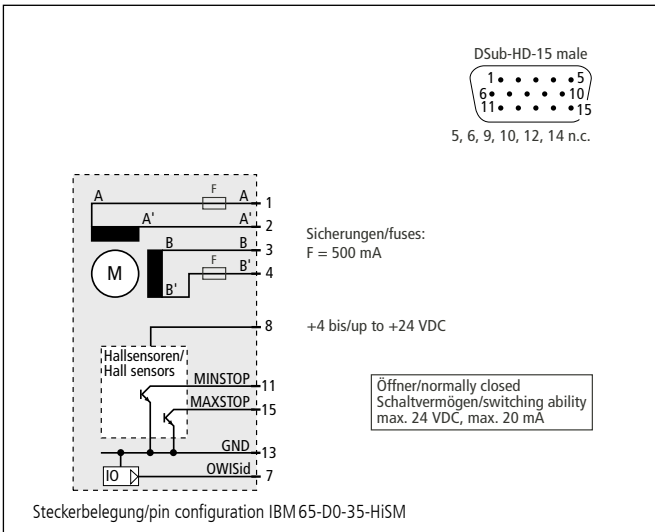 DSub-HD-15 male
1 5
6 10
11 15
5, 6, 9, 10, 12, 14 n.c.
A F A 1
A' A' 2
B B 3
M F B' 4
B'
Sicherungen/fuses:
F = 500 mA
8 +4 bis/up to +24 VDC
Hallsensoren/
Hall sensors
MINSTOP 11
MAXSTOP 15
Öffner/normally closed
Schaltvermögen/switching ability
max. 24 VDC, max. 20 mA
GND 13
IO OWISid 7
Steckerbelegung/pin configuration IBM65-D0-35-HiSM